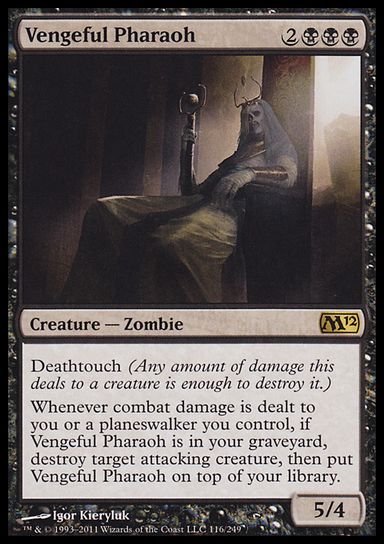 Vengeful Pharaoh 2
Creature — Zombie M12
Deathtouch (Any amount of damage this
deals to a creature is enough to destroy it.)
Whenever combat damage is dealt to
you or a planeswalker you control, if
Vengeful Pharaoh is in your graveyard,
destroy target attacking creature, then put
Vengeful Pharaoh on top of your library.
5/4
Igor Kieryluk
™ & © 1993–2011 Wizards of the Coast LLC 116/249